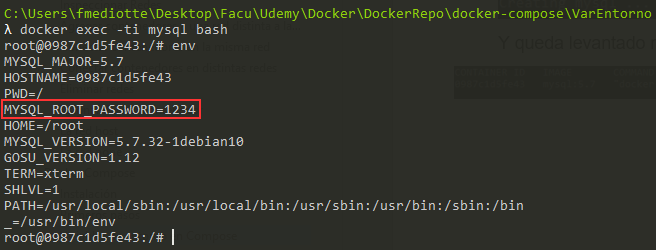 C:\Users\fmediotte\Desktop\Facu\Udemy\Docker\DockerRepo\docker-compose\VarEntorno
λ docker exec -ti mysql bash
Y queda levantado
root@0987c1d5fe43:/# env
MYSQL_MAJOR=5.7
HOSTNAME=0987c1d5fe43
PWD=/
MYSQL_ROOT_PASSWORD=1234
HOME=/root
MYSQL_VERSION=5.7.32-1debian10
GOSU_VERSION=1.12
TERM=xterm
SHLVL=1
PATH=/usr/local/sbin:/usr/local/bin:/usr/sbin:/usr/bin:/sbin:/bin
_=/usr/bin/env
root@0987c1d5fe43:/#